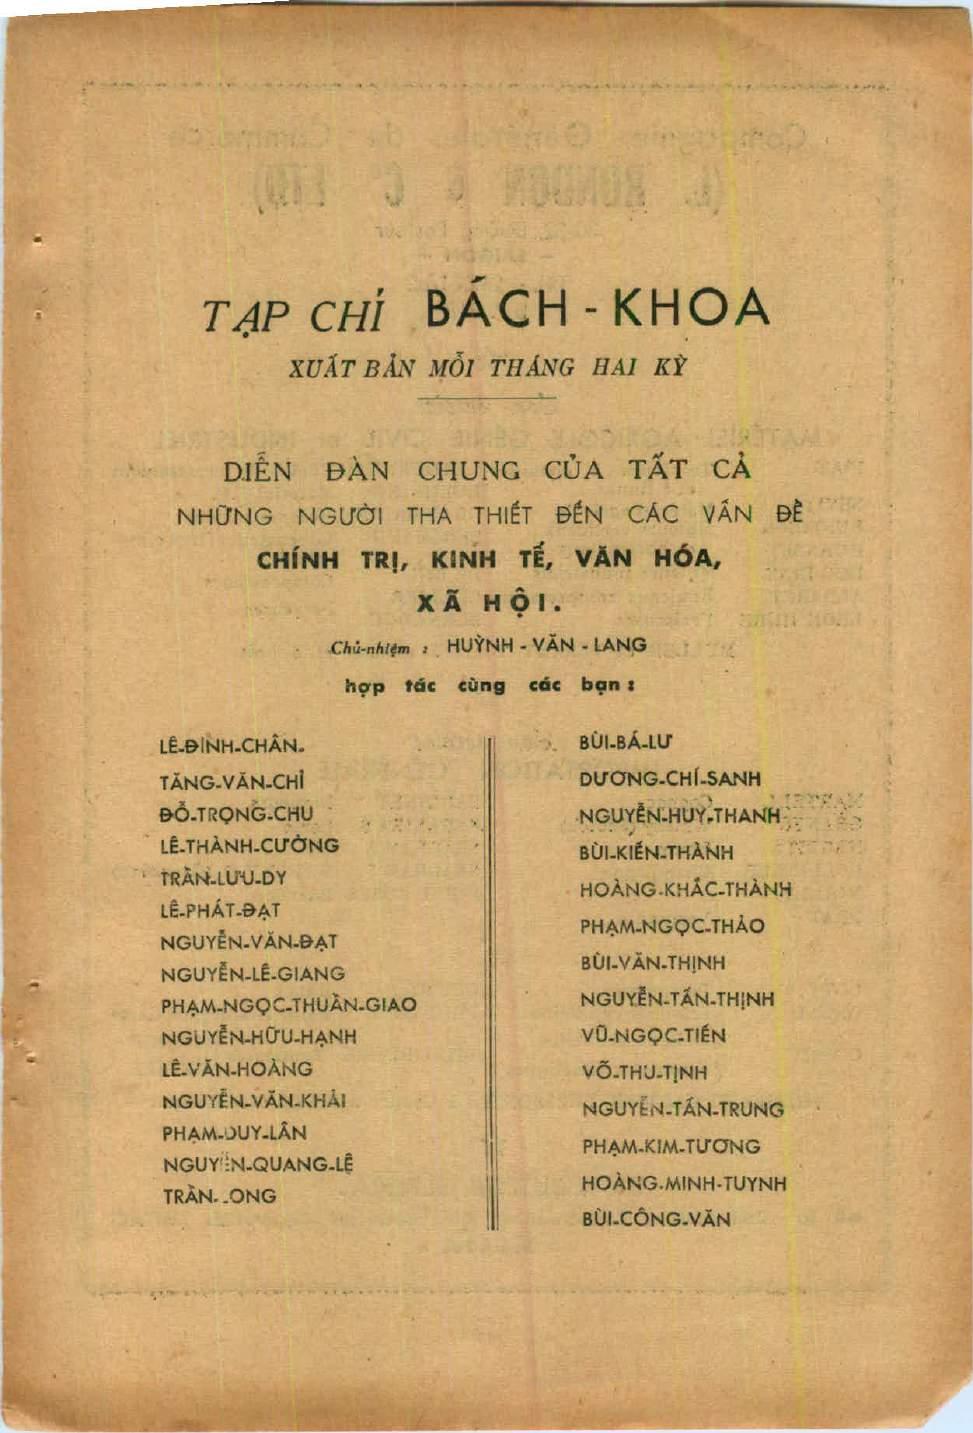 TẠP CHÍ BÁCH - KHOA
XUẤT BẢN MỖI THÁNG HAI KỲ
DIỄN ĐÀN CHUNG CỦA TẤT CẢ
NHỮNG NGƯỜI THA THIẾT ĐẾN CÁC VẤN ĐỀ
CHÍNH TRỊ, KINH TẾ, VĂN HÓA,
XÃ HỘI.
Chủ-nhiệm : HUỲNH - VĂN - LANG
hợp tác cùng các bạn :
LÊ-ĐÌNH-CHÂN.
TĂNG-VĂN-CHỈ
ĐỖ-TRỌNG-CHU
LÊ-THÀNH-CƯỜNG
TRẦN-LƯU-DY
LÊ-PHÁT-ĐẠT
NGUYỄN-VĂN-ĐẠT
NGUYỄN-LÊ-GIANG
PHẠM-NGỌC-THUẦN-GIAO
NGUYỄN-HỮU-HẠNH
LÊ-VĂN-HOÀNG
NGUYỄN-VĂN-KHẢI
PHẠM-DUY-LÂN
NGUYỄN-QUANG-LỆ
TRẦN-
BÙI-BÁ-LƯ
DƯƠNG-CHÍ-SANH
NGUYỄN-HUY-THANH
BÙI-KIẾN-THÀNH
HOÀNG-KHẮC-THÀNH
PHẠM-NGỌC-THẢO
BÙI-VĂN-THỊNH
NGUYỄN-TẤN-THỊNH
VŨ-NGỌC-TIẾN
VÕ-THU-TỊNH
NGUYỄN-TẤN-TRUNG
PHẠM-KIM-TƯƠNG
HOÀNG-MINH-TUYNH
BÙI-CÔNG-VĂN